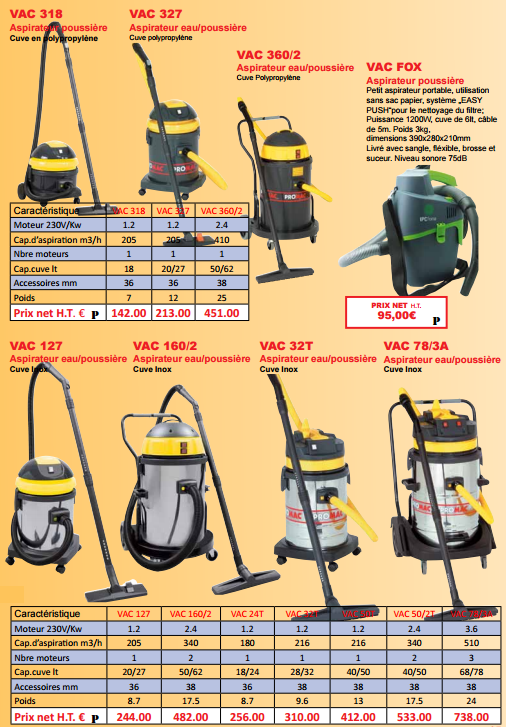 VAC 318
Aspirateur poussière
Cuve en polypropylène
VAC 327
Aspirateur eau/poussière
Cuve polypropylène
VAC 360/2
Aspirateur eau/poussière
Cuve Polypropylène
VAC FOX
Aspirateur poussière
Petit aspirateur portable, utilisation
sans sac papier, système „EASY
PUSH“pour le nettoyage du filtre;
Puissance 1200W, cuve de 6lt, câble
de 5m. Poids 3kg,
dimensions 390x280x210mm
Livré avec sangle, fléxible, brosse et
suceur. Niveau sonore 75dB
PRIX NET H.T.
95,00€ P
Caractéristique VAC 318 VAC 327 VAC 360/2
Moteur 230V/Kw 1.2 1.2 2.4
Cap.d'aspiration m3/h 205 205 410
Nbre moteurs 1 1 1
Cap.cuve lt 18 20/27 50/62
Accessoires mm 36 36 38
Poids 7 12 25
Prix net H.T. € P 142.00 213.00 451.00
VAC 127
Aspirateur eau/poussière
Cuve Inox
VAC 160/2
Aspirateur eau/poussière
Cuve Inox
VAC 32T
Aspirateur eau/poussière
Cuve Inox
VAC 78/3A
Aspirateur eau/poussière
Cuve Inox
Caractéristique VAC 127 VAC 160/2 VAC 24T VAC 32T VAC 50/2T
Moteur 230V/Kw 1.2 2.4 1.2 1.2 1.2 2.4 3.6
Cap.d'aspiration m3/h 205 340 180 216 216 340 510
Nbre moteurs 1 2 1 1 1 2 3
Cap.cuve lt 20/27 50/62 18/24 28/32 40/50 40/50 68/78
Accessoires mm 36 38 36 38 38 38 38
Poids 8.7 17.5 8.7 9.6 13 17.5 24
Prix net H.T. € P 244.00 482.00 256.00 310.00 412.00 533.00 738.00